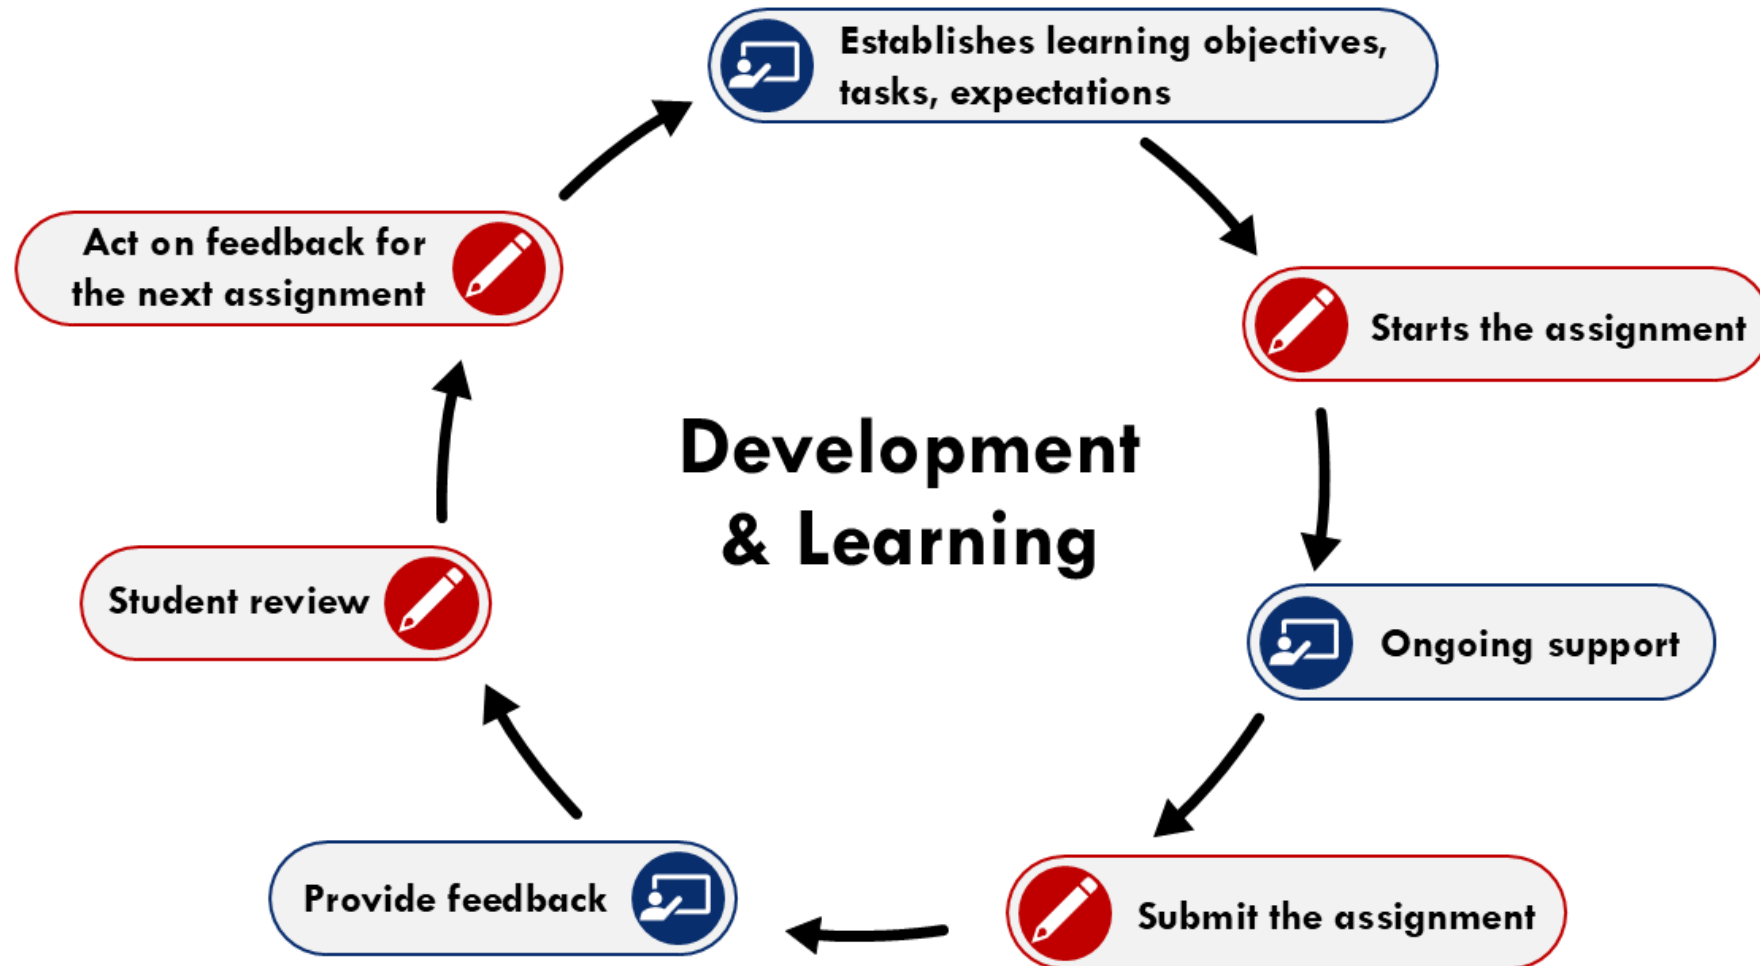 Establishes learning objectives,
tasks, expectations
Starts the assignment
Ongoing support
Submit the assignment
Provide feedback
Student review
Act on feedback for
the next assignment
Development
& Learning